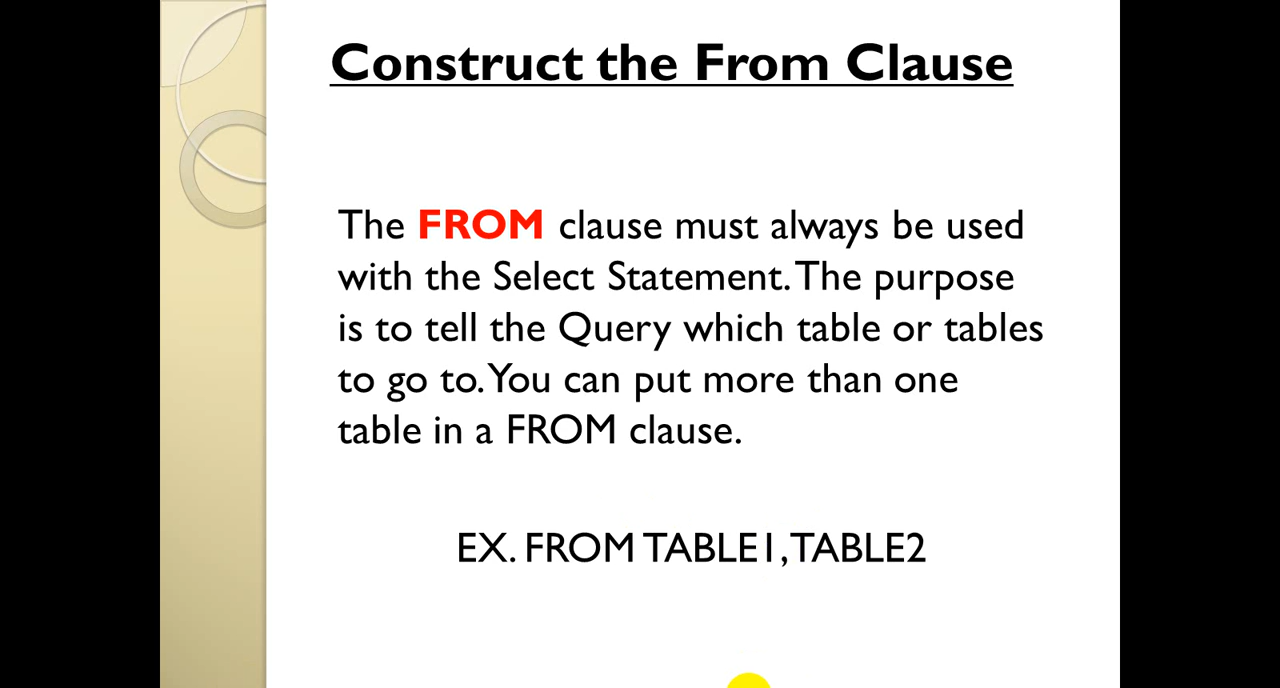 Construct the From Clause
The FROM clause must always be used
with the Select Statement. The purpose
is to tell the Query which table or tables
to go to. You can put more than one
table in a FROM clause.
EX. FROM TABLE1, TABLE2